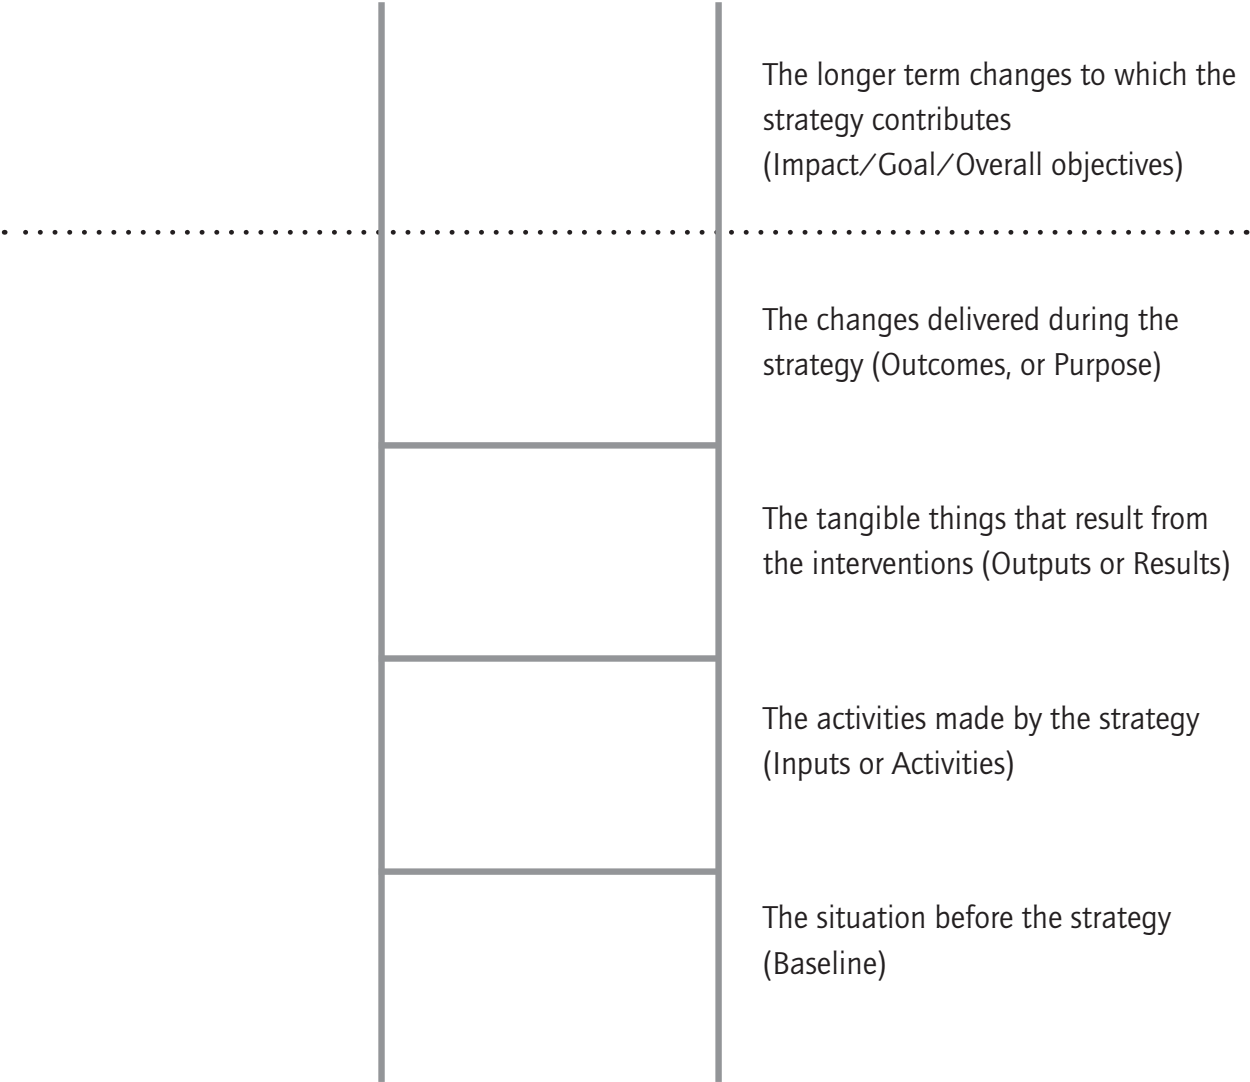 The longer term changes to which the
strategy contributes
(Impact/Goal/Overall objectives)
The changes delivered during the
strategy (Outcomes, or Purpose)
The tangible things that result from
the interventions (Outputs or Results)
The activities made by the strategy
(Inputs or Activities)
The situation before the strategy
(Baseline)